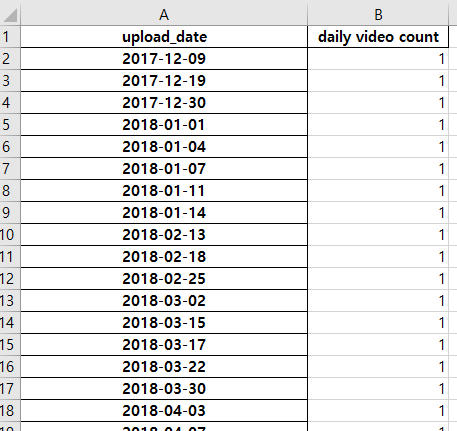 A B
1 upload_date daily video count
2 2017-12-09 1
3 2017-12-19 1
4 2017-12-30 1
5 2018-01-01 1
6 2018-01-04 1
7 2018-01-07 1
8 2018-01-11 1
9 2018-01-14 1
10 2018-02-13 1
11 2018-02-18 1
12 2018-02-25 1
13 2018-03-02 1
14 2018-03-15 1
15 2018-03-17 1
16 2018-03-22 1
17 2018-03-30 1
18 2018-04-03 1